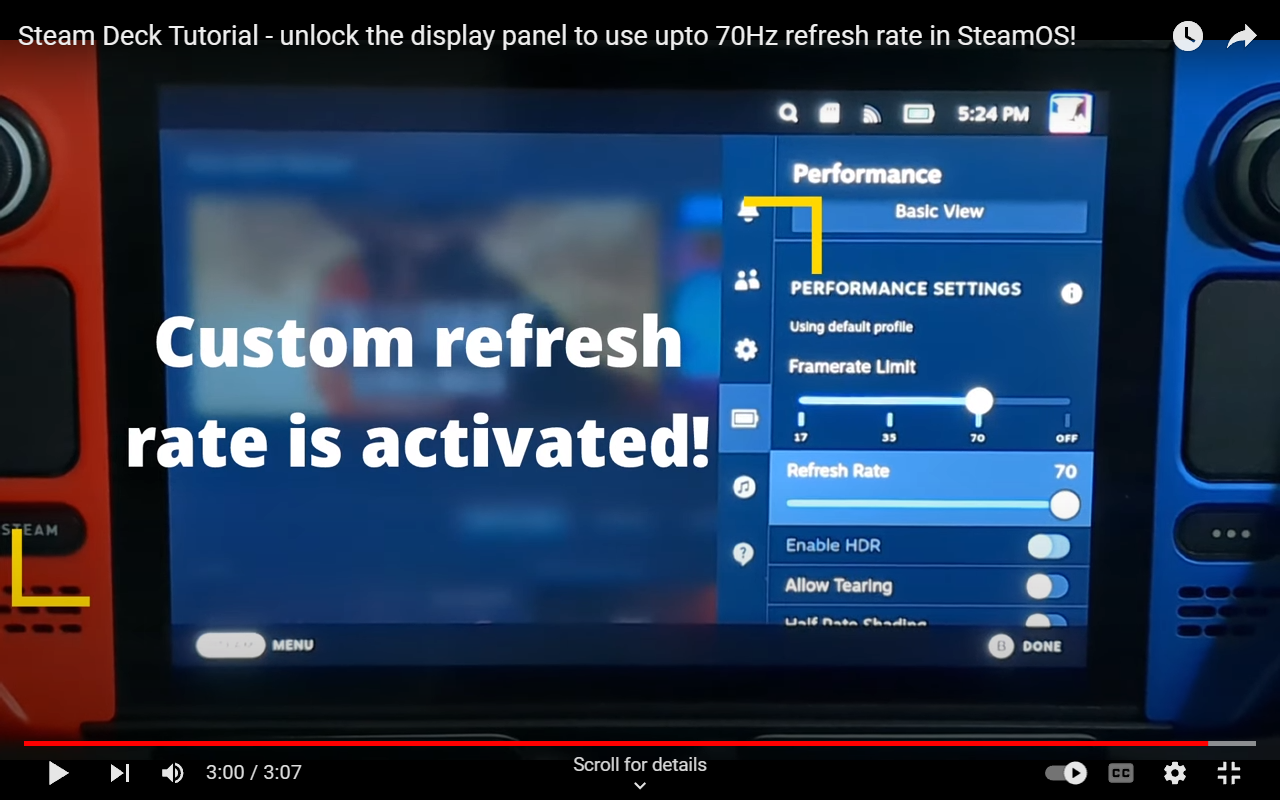 Steam Deck Tutorial - unlock the display panel to use upto 70Hz refresh rate in SteamOS!
5:24 PM
Performance
Basic View
PERFORMANCE SETTINGS
Using default profile
Framerate Limit
17 35 70 OFF
Refresh Rate 70
Enable HDR
Allow Tearing
Half Rate Shading
Custom refresh
rate is activated!
STEAM
MENU
B DONE
3:00 / 3:07
Scroll for details
CC